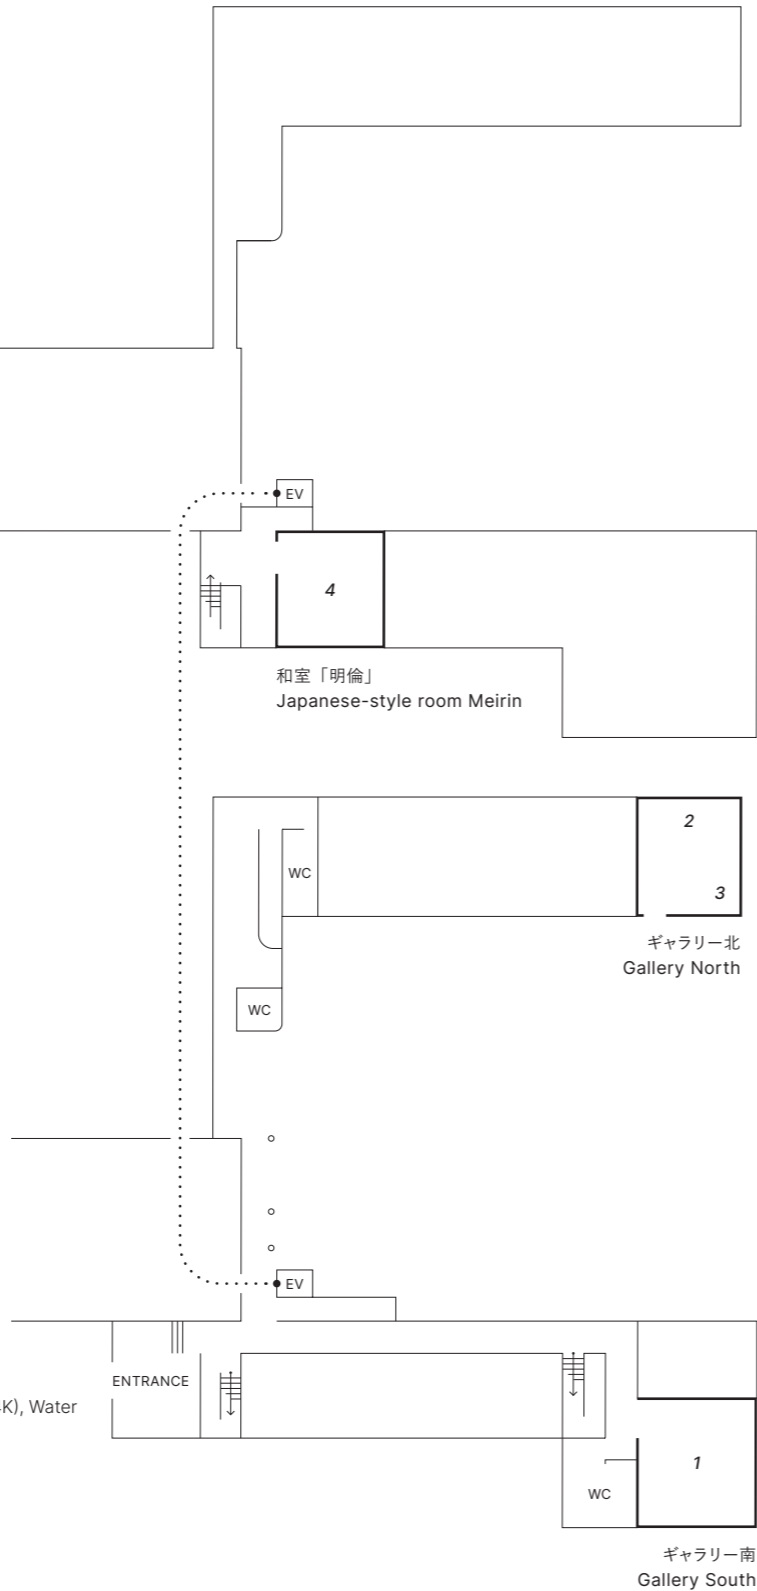 EV
4
和室「明倫」
Japanese-style room Meirin
2
WC
3
ギャラリー北
Gallery North
WC
EV
ENTRANCE
K), Water
1
WC
ギャラリー南
Gallery South